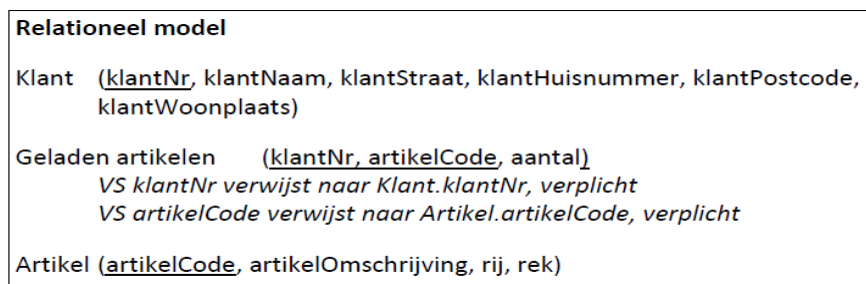 Relationeel model
Klant (klantNr, klantNaam, klantStraat, klantHuisnummer, klantPostcode,
klantWoonplaats)
Geladen artikelen (klantNr, artikelCode, aantal)
VS klantNr verwijst naar Klant.klantNr, verplicht
VS artikelCode verwijst naar Artikel.artikelCode, verplicht
Artikel (artikelCode, artikelOmschrijving, rij, rek)